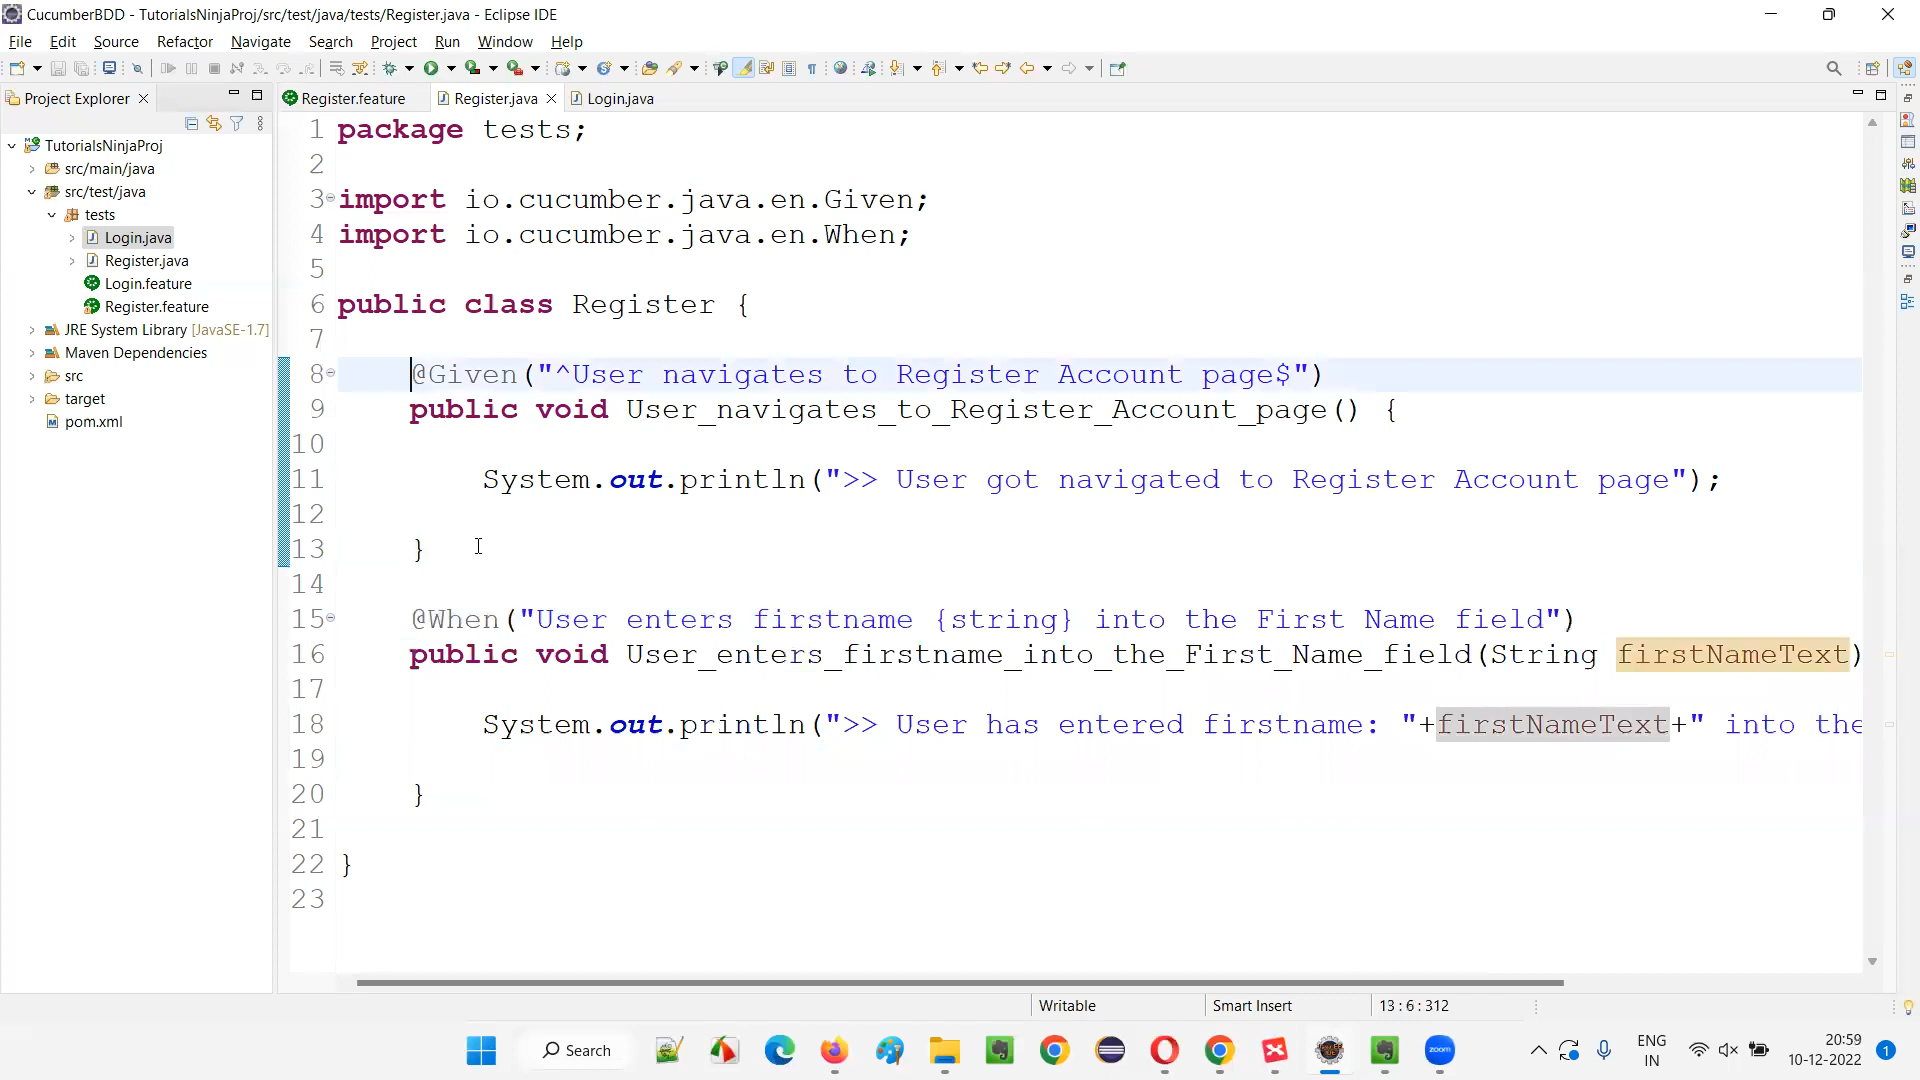 CucumberBDD - TutorialsNinjaProj/src/test/java/tests/Register.java - Eclipse IDE
File Edit Source Refactor Navigate Search Project Run Window Help
Project Explorer
Register.feature Register.java Login.java
TutorialsNinjaProj
src/main/java
src/test/java
tests
Login.java
Register.java
Login.feature
Register.feature
JRE System Library [JavaSE-1.7]
Maven Dependencies
src
target
pom.xml
1 package tests;
2
3 import io.cucumber.java.en.Given;
4 import io.cucumber.java.en.When;
5
6 public class Register {
7
8 @Given("^User navigates to Register Account page$")
9 public void User_navigates_to_Register_Account_page() {
10
11 System.out.println(">> User got navigated to Register Account page");
12
13 }
14
15 @When("User enters firstname {string} into the First Name field")
16 public void User_enters_firstname_into_the_First_Name_field(String firstNameText)
17
18 System.out.println(">> User has entered firstname: "+firstNameText+" into the
19
20 }
21
22 }
23
Writable Smart Insert 13 : 6 : 312
Search
zoom
ENG
IN
20:59
10-12-2022
1